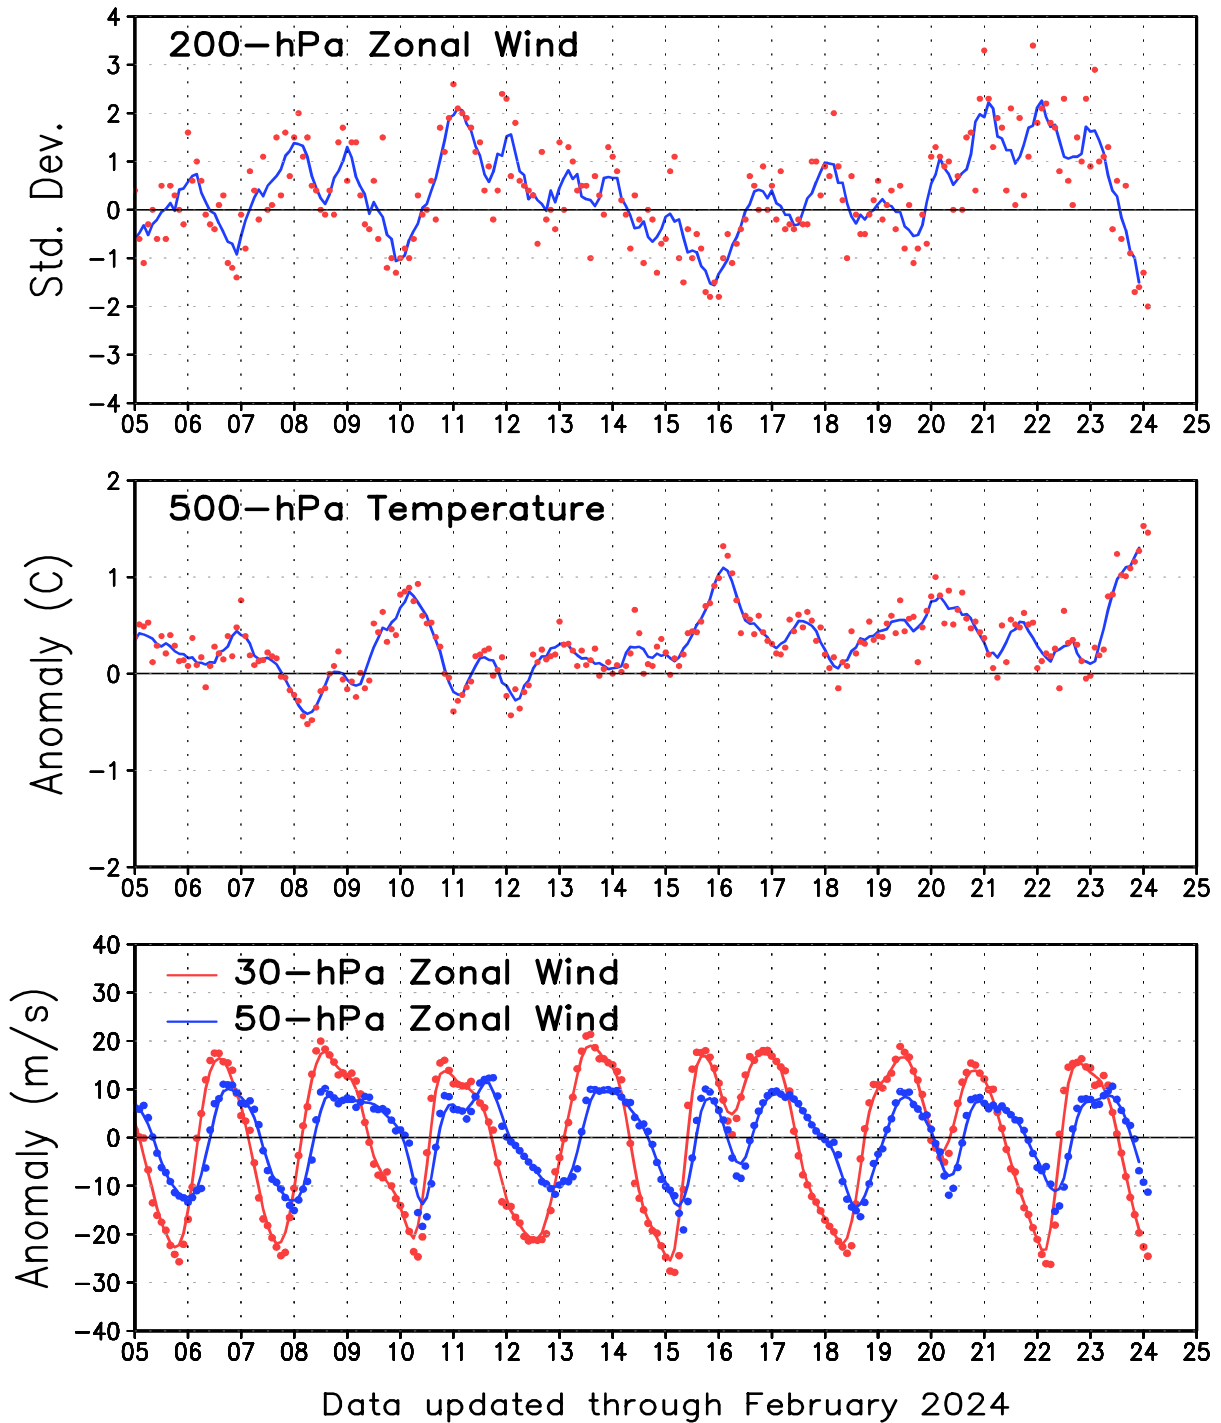 200-hPa Zonal Wind
Std. Dev.
4
3
2
1
0
-1
-2
-3
-4
05 06 07 08 09 10 11 12 13 14 15 16 17 18 19 20 21 22 23 24 25
500-hPa Temperature
Anomaly (C)
2
1
0
-1
-2
05 06 07 08 09 10 11 12 13 14 15 16 17 18 19 20 21 22 23 24 25
30-hPa Zonal Wind
50-hPa Zonal Wind
Anomaly (m/s)
40
30
20
10
0
-10
-20
-30
-40
05 06 07 08 09 10 11 12 13 14 15 16 17 18 19 20 21 22 23 24 25
Data updated through February 2024